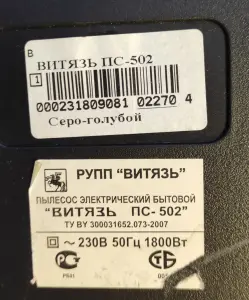 В
ВИТЯЗЬ ПС-502
1
000231809081 02270 4
Серо-голубой
РУПП "ВИТЯЗЬ"
ПЫЛЕСОС ЭЛЕКТРИЧЕСКИЙ БЫТОВОЙ
"ВИТЯЗЬ ПС- 502"
ТУ BY 300031652.073-2007
~ 230В 50Гц 1800Вт